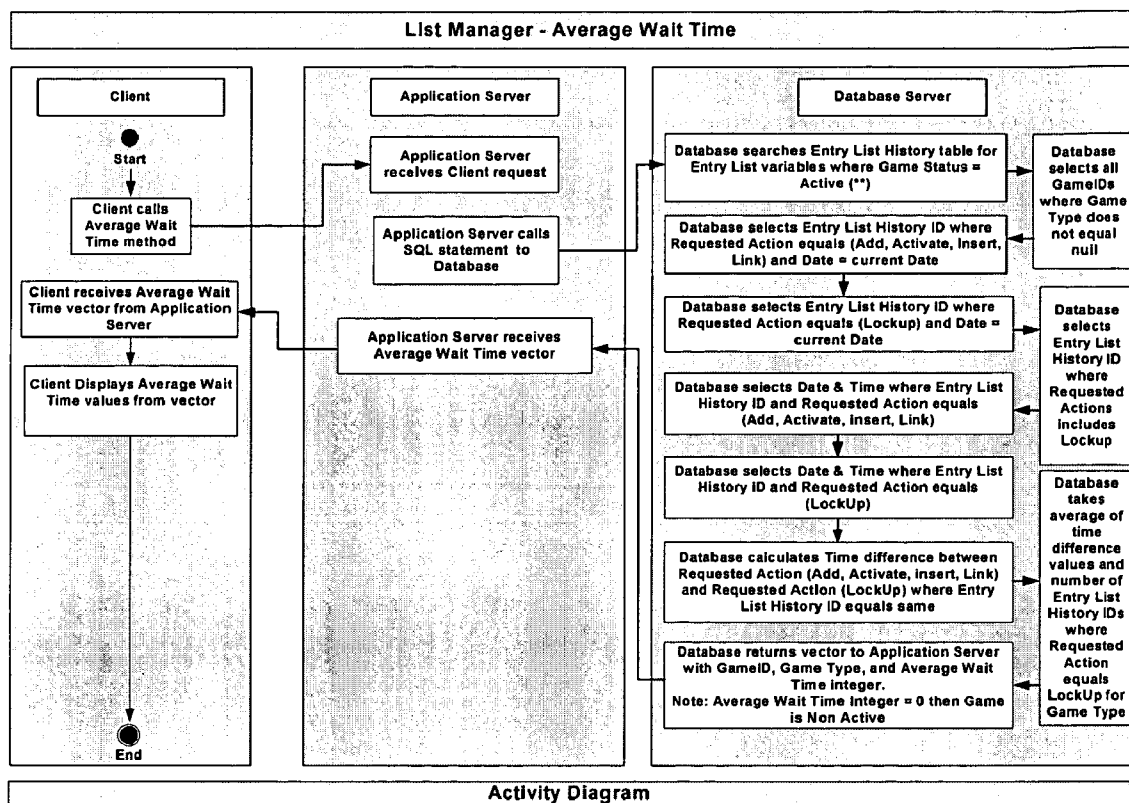 List Manager - Average Wait Time
Client
Start
Client calls
Average Wait
Time method
Client receives Average Wait
Time vector from Application
Server
Client Displays Average Wait
Time values from vector
End
Application Server
Application Server
receives Client request
Application Server calls
SQL statement to
Database
Application Server receives
Average Wait Time vector
Database Server
Database searches Entry List History table for
Entry List variables where Game Status =
Active (**)
Database
selects all
GameIDs
where Game
Type does
not equal
null
Database selects Entry List History ID where
Requested Action equals (Add, Activate, Insert,
Link) and Date = current Date
Database selects Entry List History ID where
Requested Action equals (Lockup) and Date =
current Date
Database
selects
Entry List
History ID
where
Requested
Actions
includes
Lockup
Database selects Date & Time where Entry List
History ID and Requested Action equals
(Add, Activate, Insert, Link)
Database selects Date & Time where Entry List
History ID and Requested Action equals
(LockUp)
Database calculates Time difference between
Requested Action (Add, Activate, Insert, Link)
and Requested Action (LockUp) where Entry
List History ID equals same
Database
takes
average of
time
difference
values and
number of
Entry List
History IDs
where
Requested
Action
equals
LockUp for
Game Type
Database returns vector to Application Server
with GameID, Game Type, and Average Wait
Time Integer.
Note: Average Wait Time Integer = 0 then Game
is Non Active
Activity Diagram